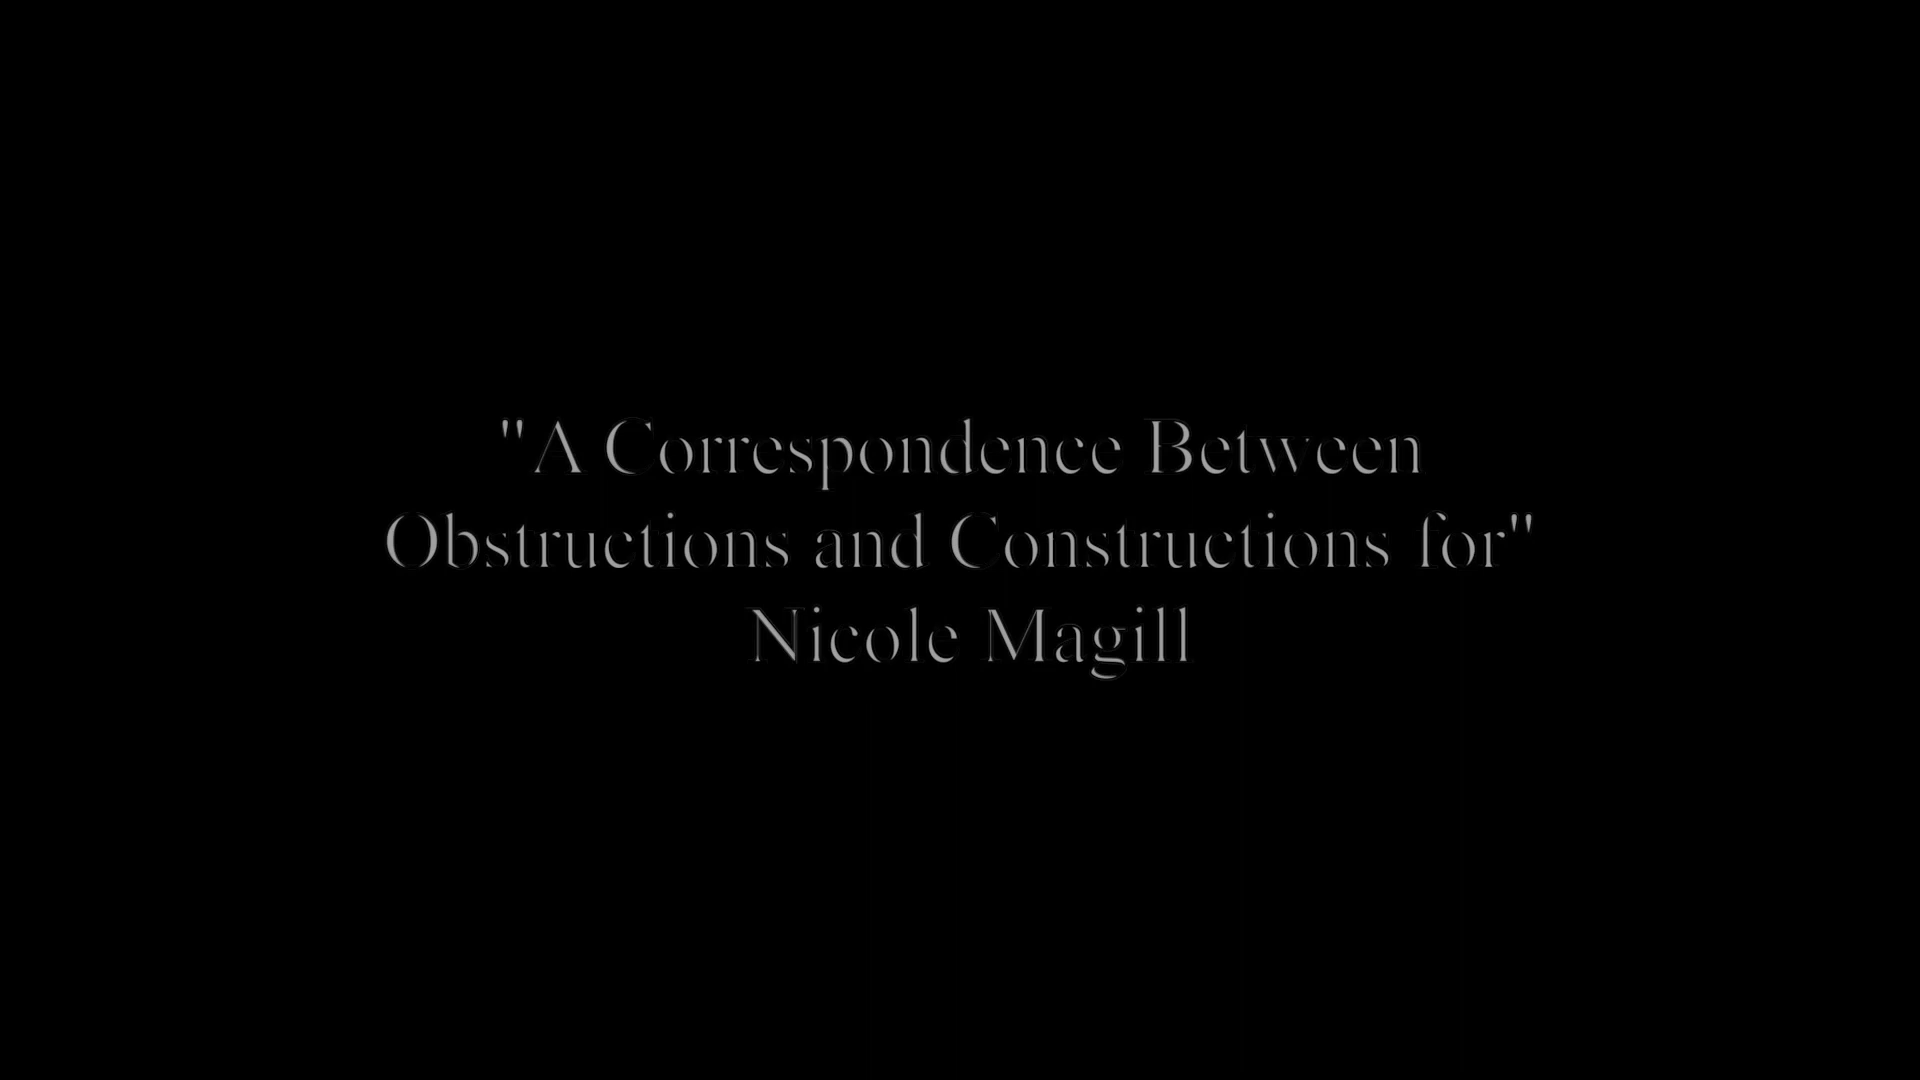 "A Correspondence Between
Obstructions and Constructions for"
Nicole Magill